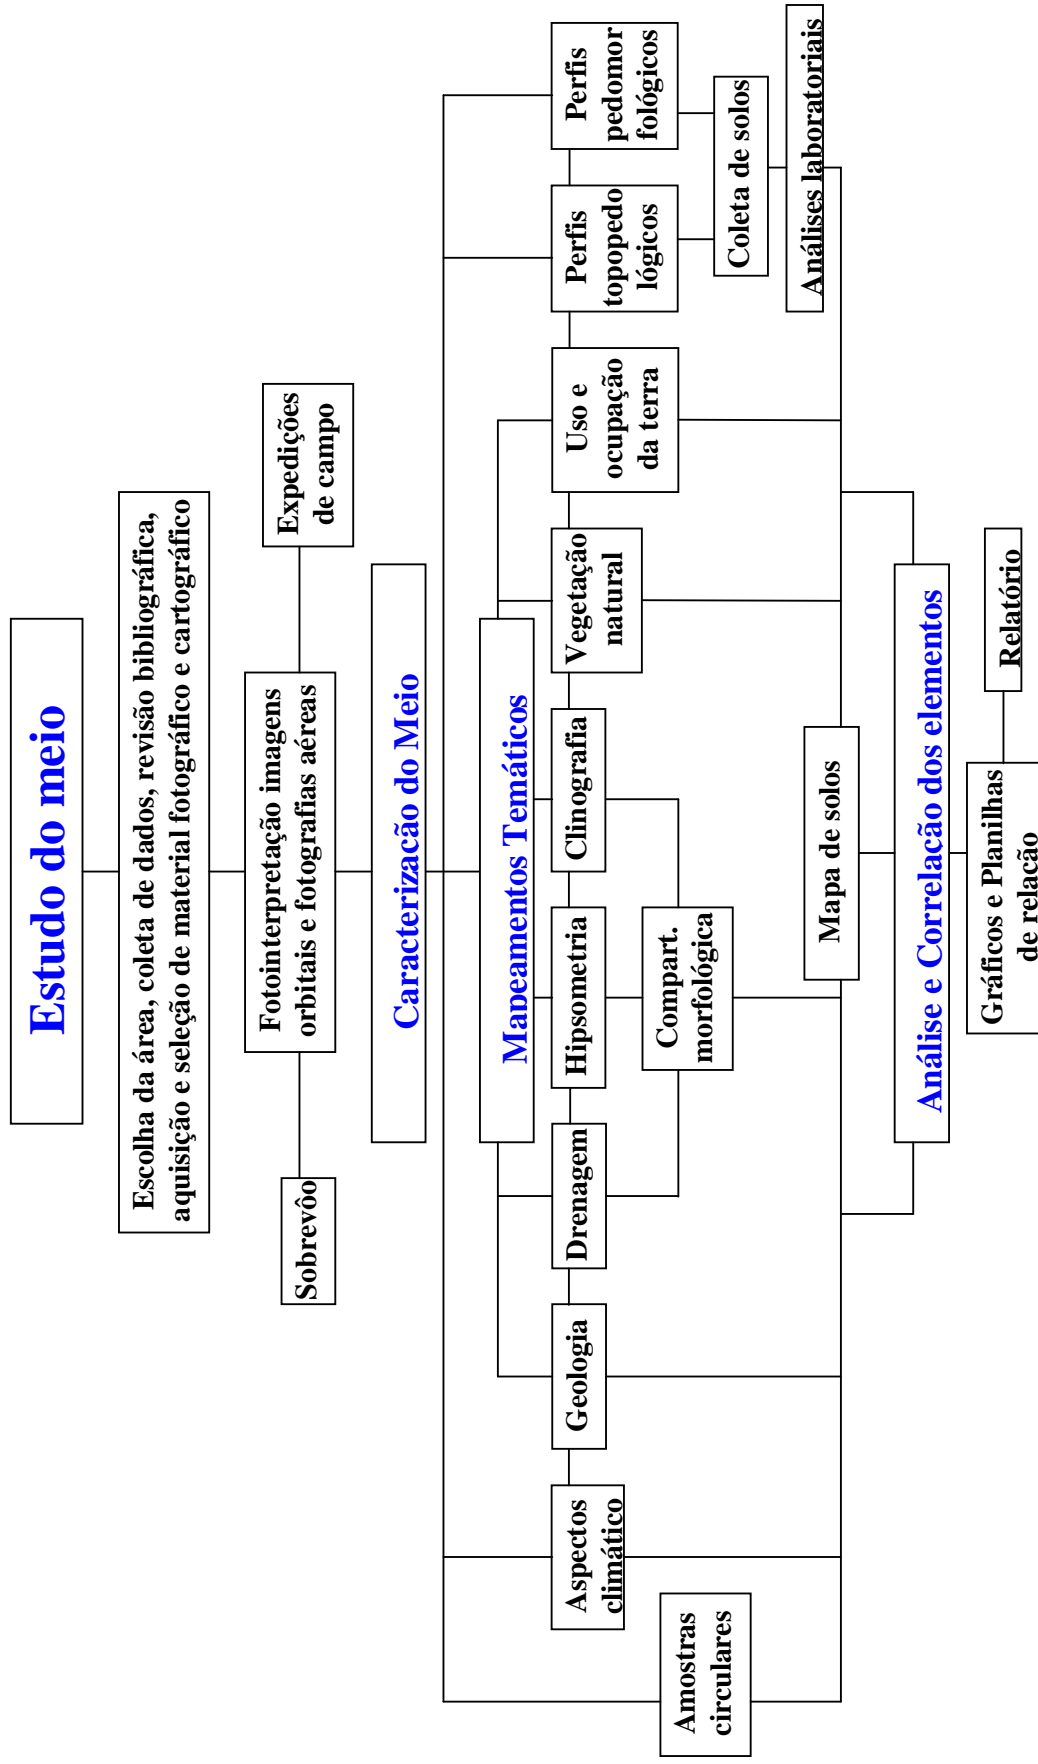 Estudo do meio
Escolha da área, coleta de dados, revisão bibliográfica,
aquisição e seleção de material fotográfico e cartográfico
Sobrevôo
Fotointerpretação imagens
orbitais e fotografias aéreas
Expedições
de campo
Caracterização do Meio
Mapeamentos Temáticos
Amostras
circulares
Aspectos
climático
Geologia
Drenagem
Hipsometria
Clinografia
Vegetação
natural
Uso e
ocupação
da terra
Perfis
topopedo
lógicos
Perfis
pedomor
fológicos
Compart.
morfológica
Coleta de solos
Análises laboratoriais
Mapa de solos
Análise e Correlação dos elementos
Gráficos e Planilhas
de relação
Relatório